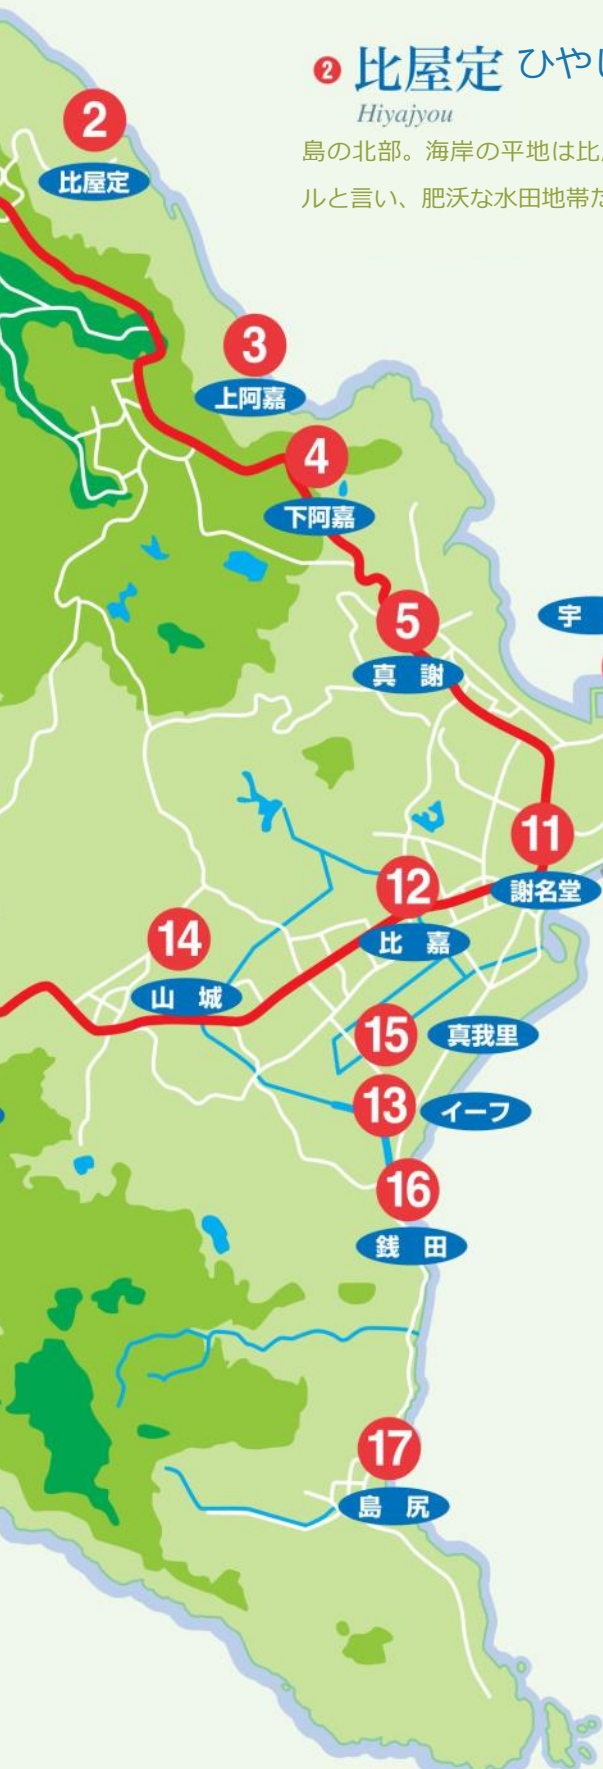 2 比屋定 ひや
Hiyajyou
島の北部。海岸の平地は比
ルと言い、肥沃な水田地帯
2
比屋定
3
上阿嘉
4
下阿嘉
5
真謝
宇
11
謝名堂
12
比嘉
14
山城
15
真我里
13
イーフ
16
銭田
17
島尻